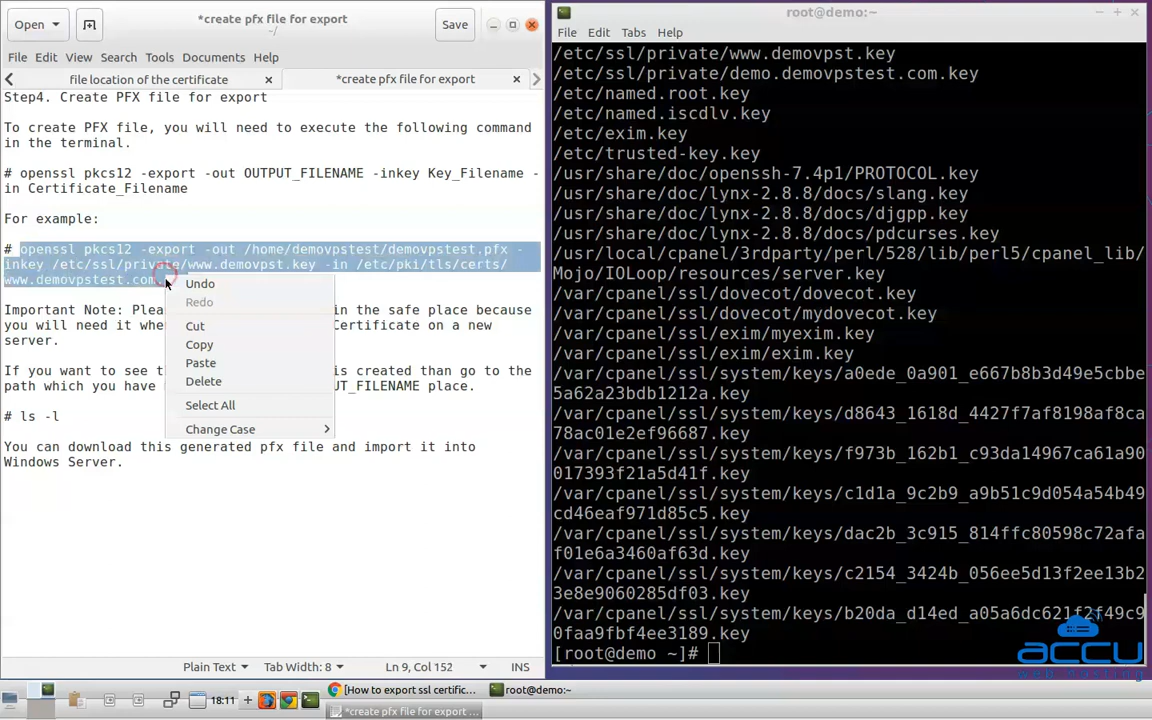 Open
*create pfx file for export
~/
Save
File Edit View Search Tools Documents Help
file location of the certificate
*create pfx file for export
Step4. Create PFX file for export
To create PFX file, you will need to execute the following command
in the terminal.
# openssl pkcs12 -export -out OUTPUT_FILENAME -inkey Key_Filename -
in Certificate_Filename
For example:
# openssl pkcs12 -export -out /home/demovpstest/demovpstest.pfx -
inkey /etc/ssl/private/www.demovpst.key -in /etc/pki/tls/certs/
www.demovpstest.com
Important Note: Plea in the safe place because
you will need it whe Certificate on a new
server.
If you want to see t is created than go to the
path which you have UT_FILENAME place.
# ls -l
You can download this generated pfx file and import it into
Windows Server.
Undo
Redo
Cut
Copy
Paste
Delete
Select All
Change Case
Plain Text Tab Width: 8 Ln 9, Col 152 INS
root@demo:~
File Edit Tabs Help
/etc/ssl/private/www.demovpst.key
/etc/ssl/private/demo.demovpstest.com.key
/etc/named.root.key
/etc/named.iscdlv.key
/etc/exim.key
/etc/trusted-key.key
/usr/share/doc/openssh-7.4p1/PROTOCOL.key
/usr/share/doc/lynx-2.8.8/docs/slang.key
/usr/share/doc/lynx-2.8.8/docs/djgpp.key
/usr/share/doc/lynx-2.8.8/docs/pdcurses.key
/usr/local/cpanel/3rdparty/perl/528/lib/perl5/cpanel_lib/
Mojo/IOLoop/resources/server.key
/var/cpanel/ssl/dovecot/dovecot.key
/var/cpanel/ssl/dovecot/mydovecot.key
/var/cpanel/ssl/exim/myexim.key
/var/cpanel/ssl/exim/exim.key
/var/cpanel/ssl/system/keys/a0ede_0a901_e667b8b3d49e5cbbe
5a62a23bdb1212a.key
/var/cpanel/ssl/system/keys/d8643_1618d_4427f7af8198af8ca
78ac01e2ef96687.key
/var/cpanel/ssl/system/keys/f973b_162b1_c93da14967ca61a90
017393f21a5d41f.key
/var/cpanel/ssl/system/keys/c1d1a_9c2b9_a9b51c9d054a54b49
cd46eaf971d85c5.key
/var/cpanel/ssl/system/keys/dac2b_3c915_814ffc80598c72afa
f01e6a3460af63d.key
/var/cpanel/ssl/system/keys/c2154_3424b_056ee5d13f2ee13b2
3e8e9060285df03.key
/var/cpanel/ssl/system/keys/b20da_d14ed_a05a6dc621f2f49c9
0faa9fbf4ee3189.key
[root@demo ~]#
ACCU
web hosting
18:11
[How to export ssl certific...
root@demo:~
*create pfx file for export ...